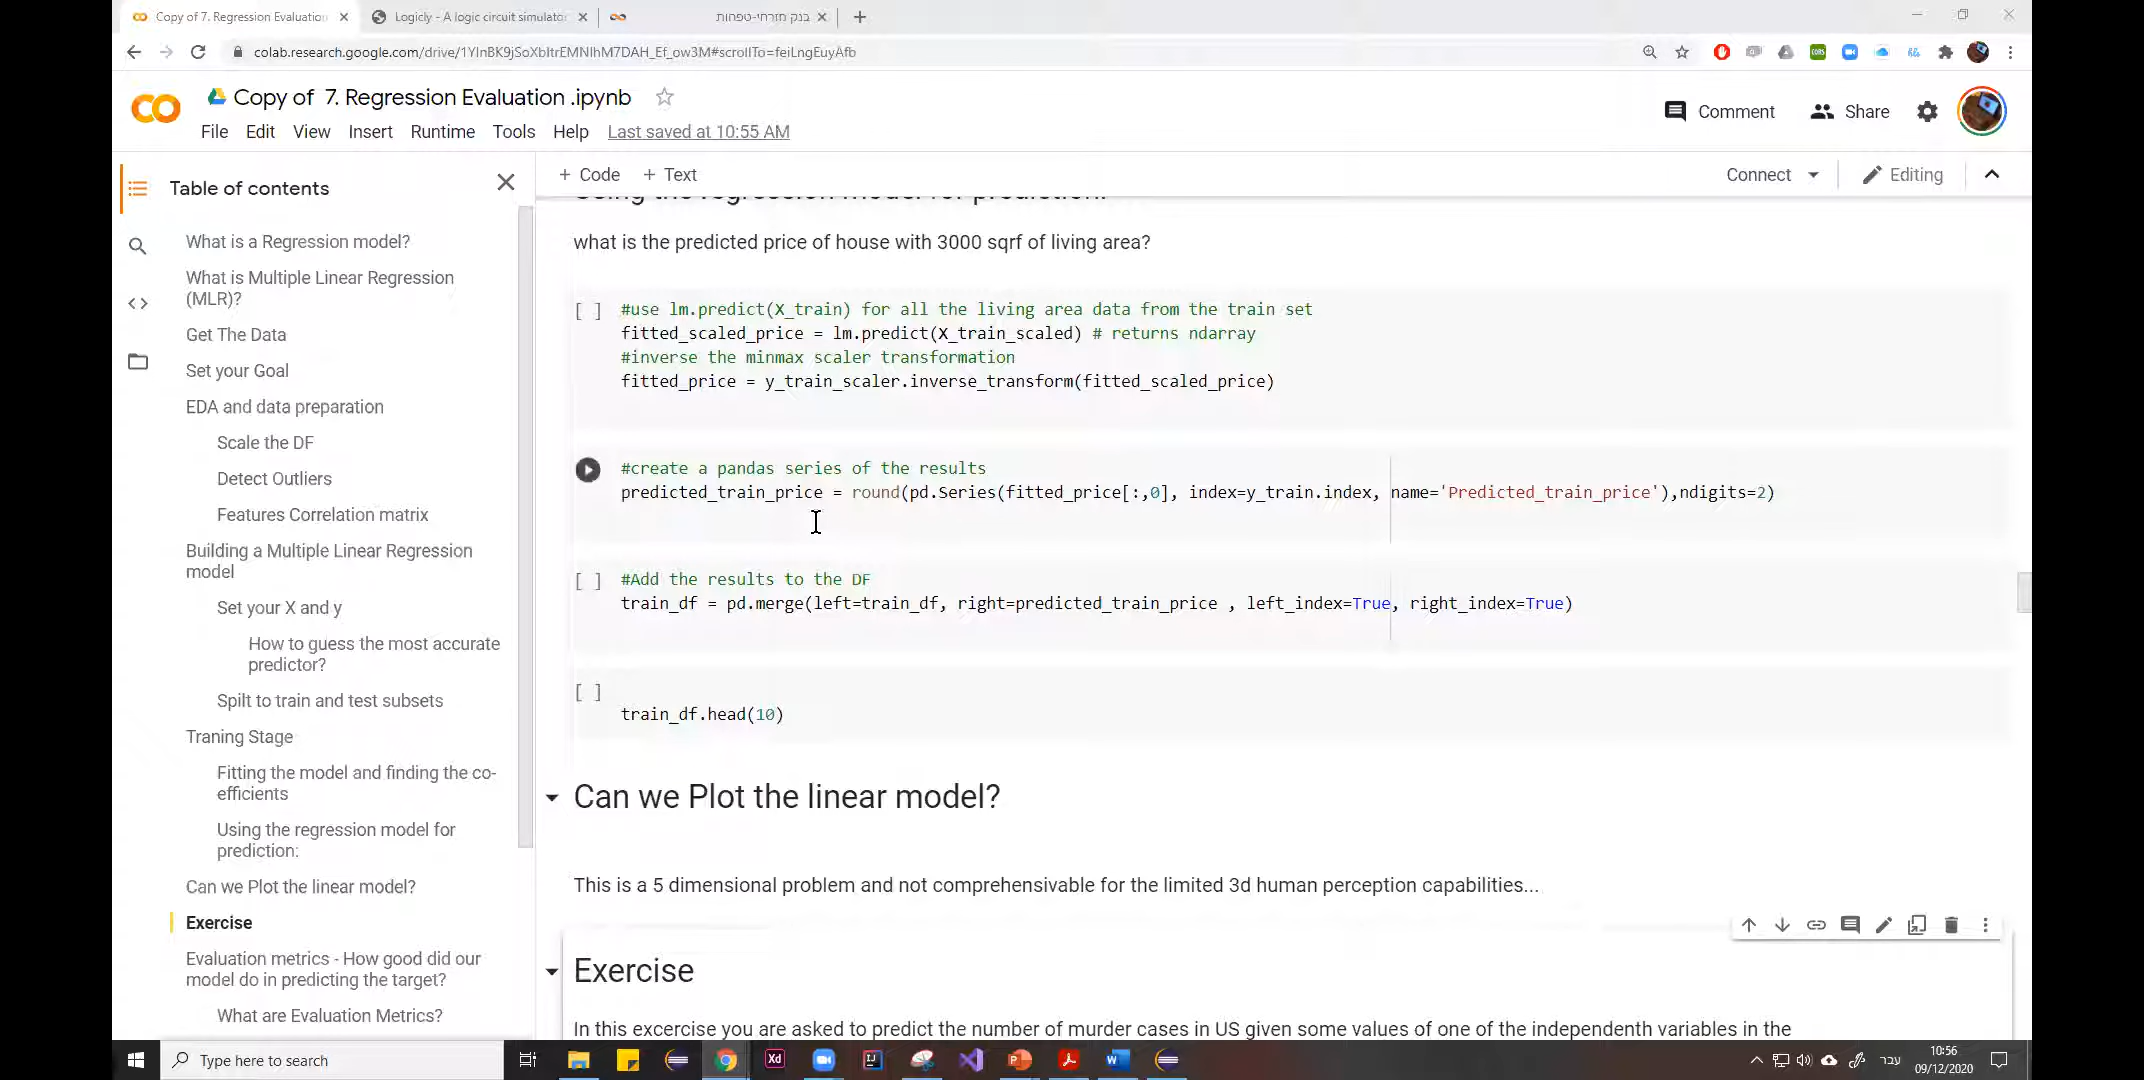 Copy of 7. Regression Evaluation
Logicly - A logic circuit simulator
בנק מזרחי-טפחות
colab.research.google.com/drive/1YlnBK9jSoXbltrEMNlhM7DAH_Ef_ow3M#scrollTo=feiLngEuyAfb
CO
Copy of 7. Regression Evaluation .ipynb
Comment
Share
File Edit View Insert Runtime Tools Help Last saved at 10:55 AM
+ Code + Text
Connect
Editing
Table of contents
What is a Regression model?
What is Multiple Linear Regression
(MLR)?
Get The Data
Set your Goal
EDA and data preparation
Scale the DF
Detect Outliers
Features Correlation matrix
Building a Multiple Linear Regression
model
Set your X and y
How to guess the most accurate
predictor?
Spilt to train and test subsets
Traning Stage
Fitting the model and finding the co-
efficients
Using the regression model for
prediction:
Can we Plot the linear model?
Exercise
Evaluation metrics - How good did our
model do in predicting the target?
What are Evaluation Metrics?
Using the regression model for prediction:
what is the predicted price of house with 3000 sqrf of living area?
[ ] #use lm.predict(X_train) for all the living area data from the train set
fitted_scaled_price = lm.predict(X_train_scaled) # returns ndarray
#inverse the minmax scaler transformation
fitted_price = y_train_scaler.inverse_transform(fitted_scaled_price)
#create a pandas series of the results
predicted_train_price = round(pd.Series(fitted_price[:,0], index=y_train.index, name='Predicted_train_price'),ndigits=2)
[ ] #Add the results to the DF
train_df = pd.merge(left=train_df, right=predicted_train_price , left_index=True, right_index=True)
[ ]
train_df.head(10)
Can we Plot the linear model?
This is a 5 dimensional problem and not comprehensivable for the limited 3d human perception capabilities...
Exercise
In this excercise you are asked to predict the number of murder cases in US given some values of one of the independenth variables in the
Type here to search
Xd
עבר
10:56
09/12/2020